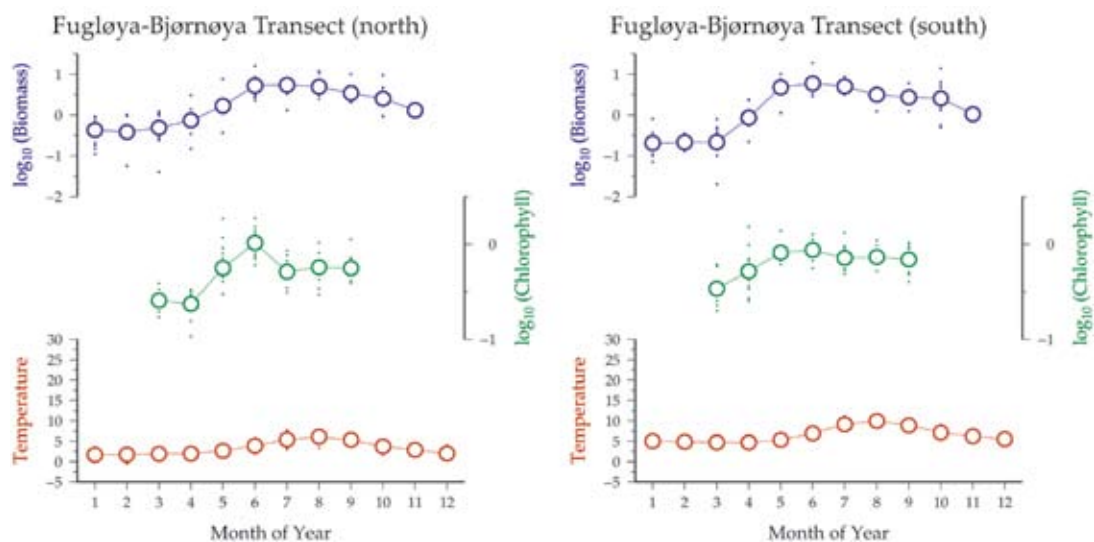 Fugløya-Bjørnøya Transect (north)
log₁₀ (Biomass)
1
0
−1
−2
log₁₀ (Chlorophyll)
0
−1
Temperature
30
25
20
15
10
5
0
−5
1 2 3 4 5 6 7 8 9 10 11 12
Month of Year
Fugløya-Bjørnøya Transect (south)
log₁₀ (Biomass)
1
0
−1
−2
log₁₀ (Chlorophyll)
0
−1
Temperature
30
25
20
15
10
5
0
−5
1 2 3 4 5 6 7 8 9 10 11 12
Month of Year